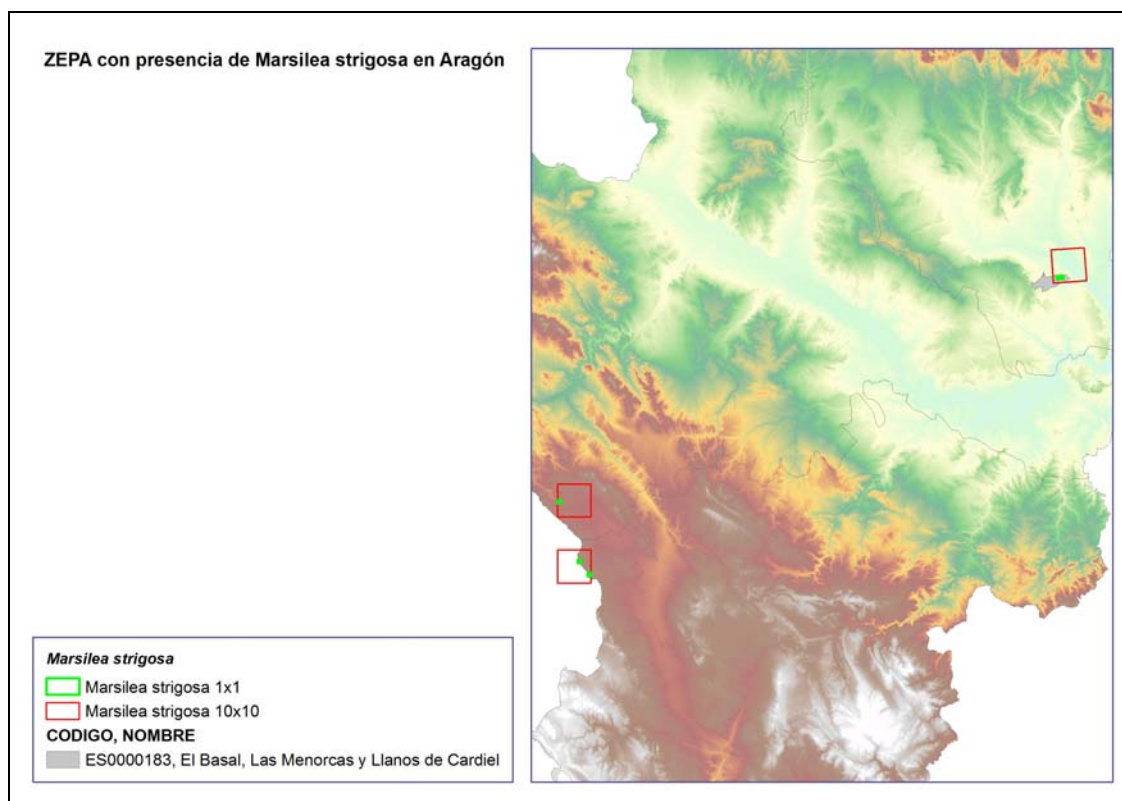 ZEPA con presencia de Marsilea strigosa en Aragón
Marsilea strigosa
Marsilea strigosa 1x1
Marsilea strigosa 10x10
CODIGO, NOMBRE
ES0000183, El Basal, Las Menorcas y Llanos de Cardiel